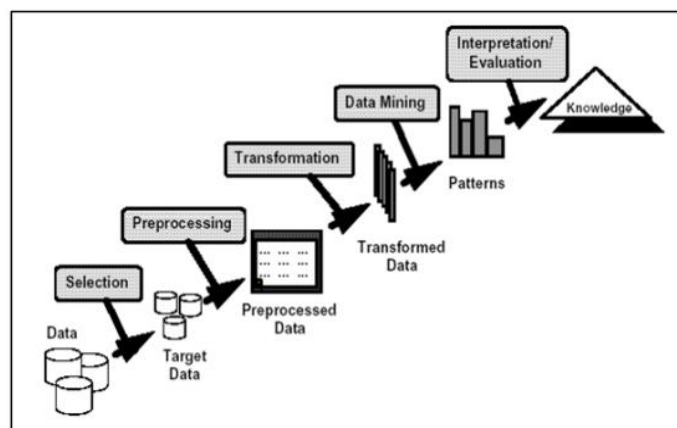 Interpretation/
Evaluation
Data Mining
Knowledge
Transformation
Patterns
Preprocessing
Transformed
Data
Selection
Preprocessed
Data
Data
Target
Data